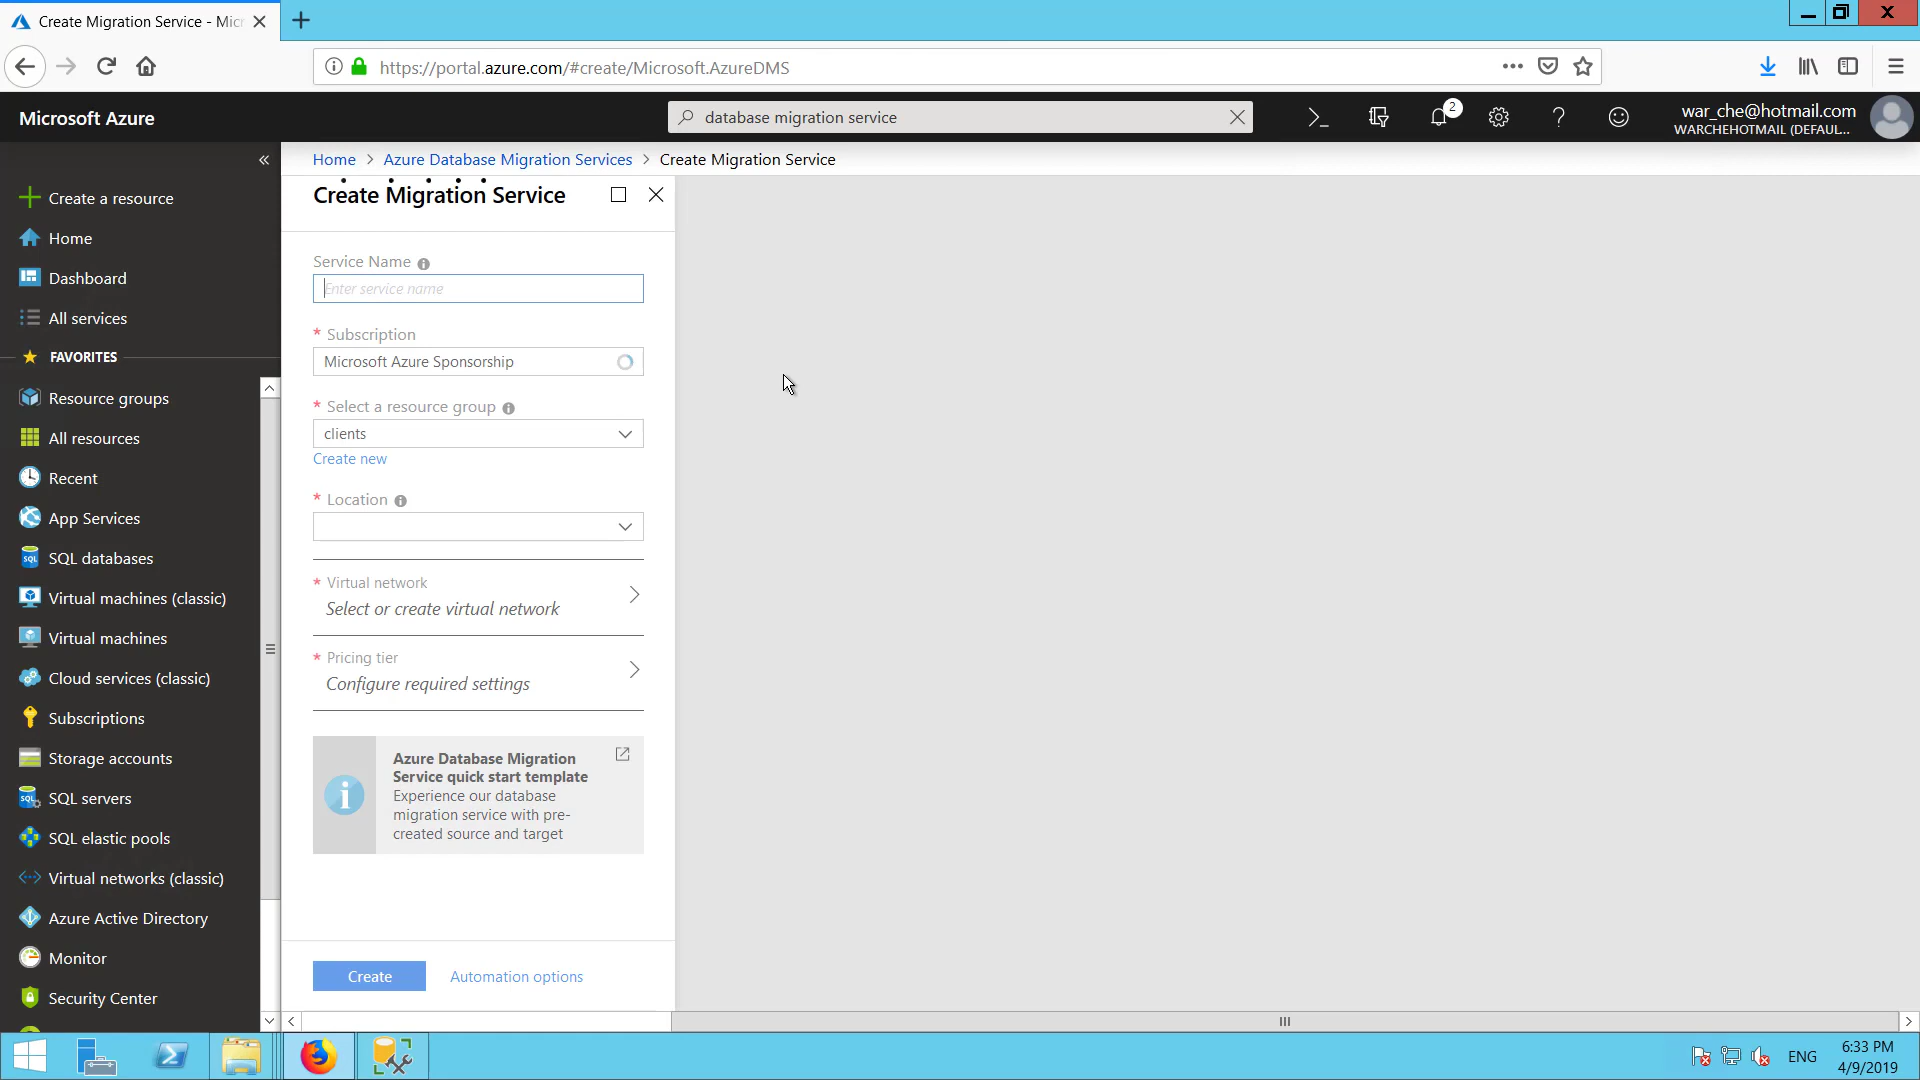 Create Migration Service - Micr
https://portal.azure.com/#create/Microsoft.AzureDMS
Microsoft Azure
database migration service
2
war_che@hotmail.com
WARCHEHOTMAIL (DEFAUL...
Home > Azure Database Migration Services > Create Migration Service
Create a resource
Home
Dashboard
All services
FAVORITES
Resource groups
All resources
Recent
App Services
SQL databases
Virtual machines (classic)
Virtual machines
Cloud services (classic)
Subscriptions
Storage accounts
SQL servers
SQL elastic pools
Virtual networks (classic)
Azure Active Directory
Monitor
Security Center
Create Migration Service
Service Name
Enter service name
* Subscription
Microsoft Azure Sponsorship
* Select a resource group
clients
Create new
* Location
* Virtual network
Select or create virtual network
* Pricing tier
Configure required settings
Azure Database Migration
Service quick start template
Experience our database
migration service with pre-
created source and target
Create
Automation options
ENG
6:33 PM
4/9/2019